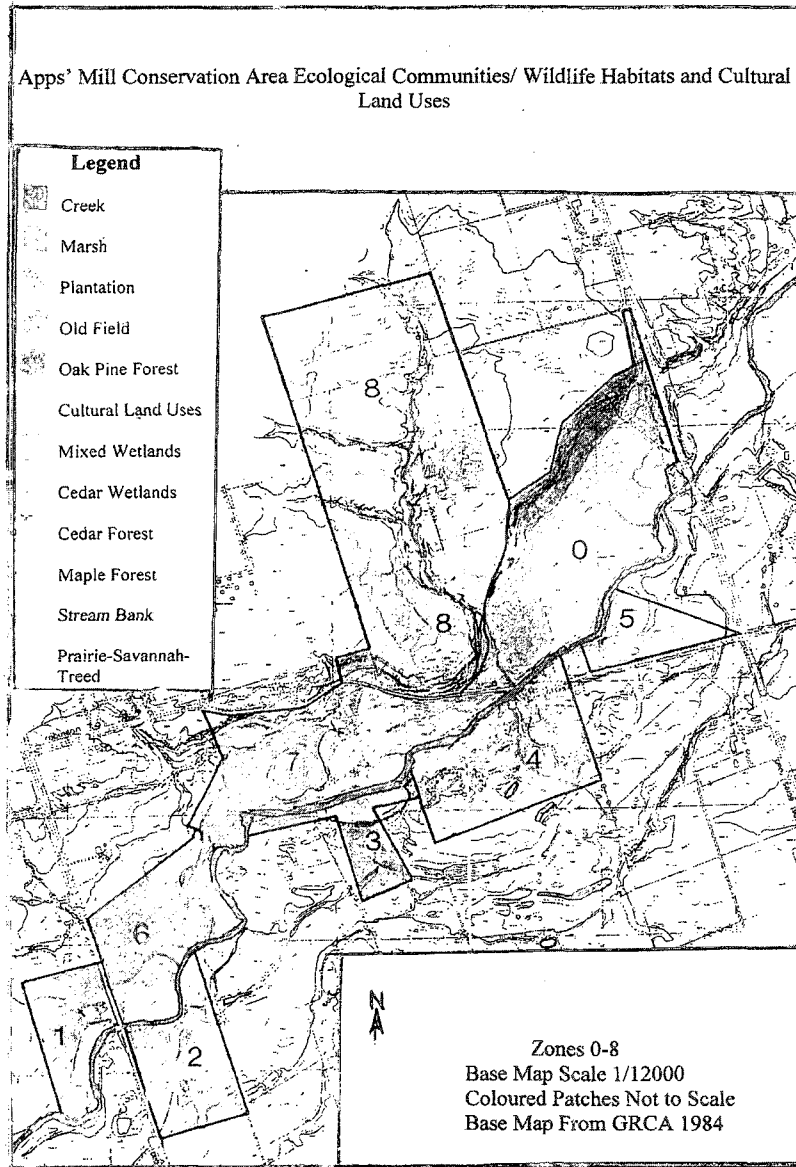 Apps' Mill Conservation Area Ecological Communities/ Wildlife Habitats and Cultural
Land Uses
Legend
Creek
Marsh
Plantation
Old Field
Oak Pine Forest
Cultural Land Uses
Mixed Wetlands
Cedar Wetlands
Cedar Forest
Maple Forest
Stream Bank
Prairie-Savannah-
Treed
8
0
5
8
7
4
3
6
1
2
N
Zones 0-8
Base Map Scale 1/12000
Coloured Patches Not to Scale
Base Map From GRCA 1984